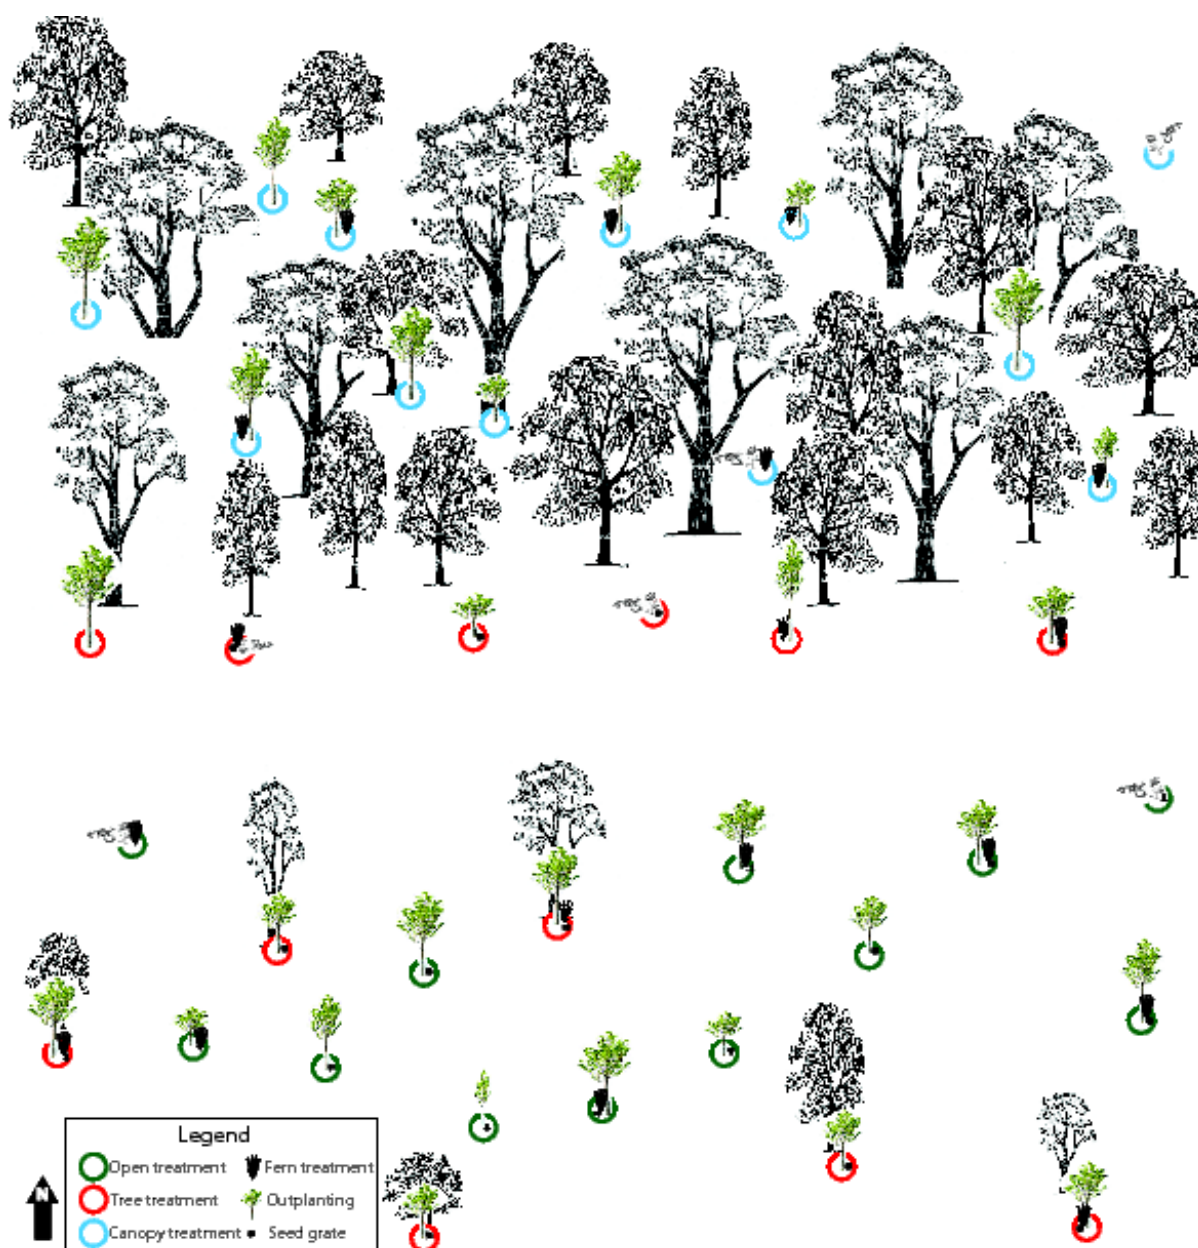 Legend
Open treatment Fern treatment
Tree treatment Outplanting
N
Canopy treatment Seed grate